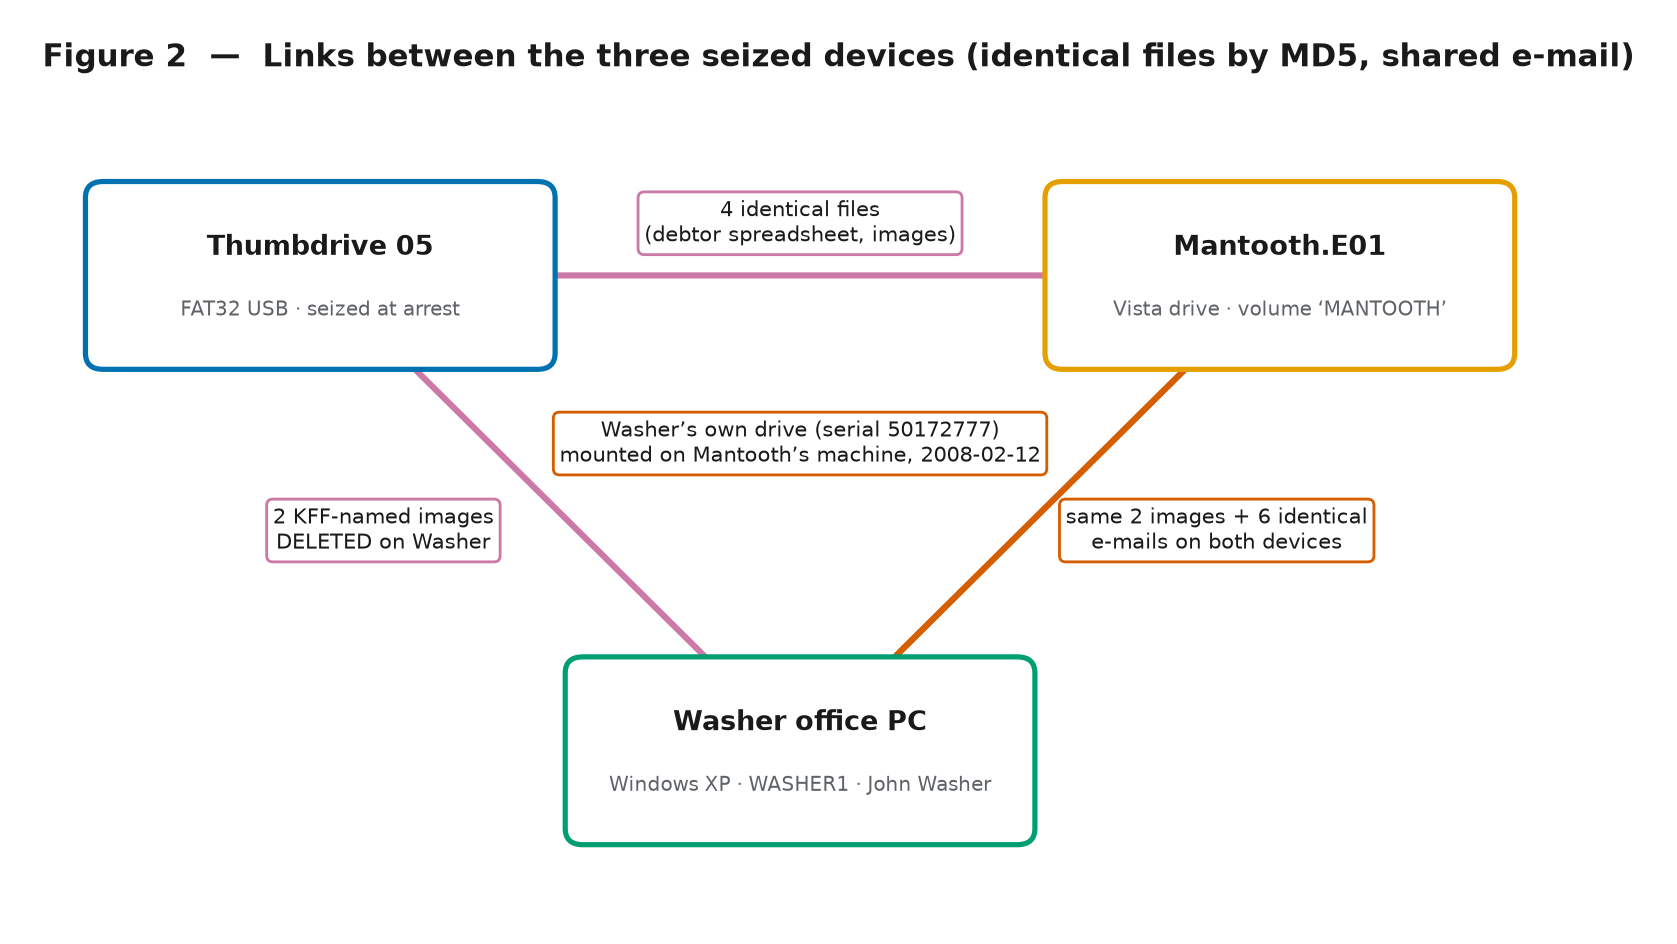 Figure 2 — Links between the three seized devices (identical files by MD5, shared e-mail)
4 identical files
(debtor spreadsheet, images)
Thumbdrive 05
FAT32 USB · seized at arrest
Mantooth.E01
Vista drive · volume ‘MANTOOTH’
Washer’s own drive (serial 50172777)
mounted on Mantooth’s machine, 2008-02-12
2 KFF-named images
DELETED on Washer
same 2 images + 6 identical
e-mails on both devices
Washer office PC
Windows XP · WASHER1 · John Washer